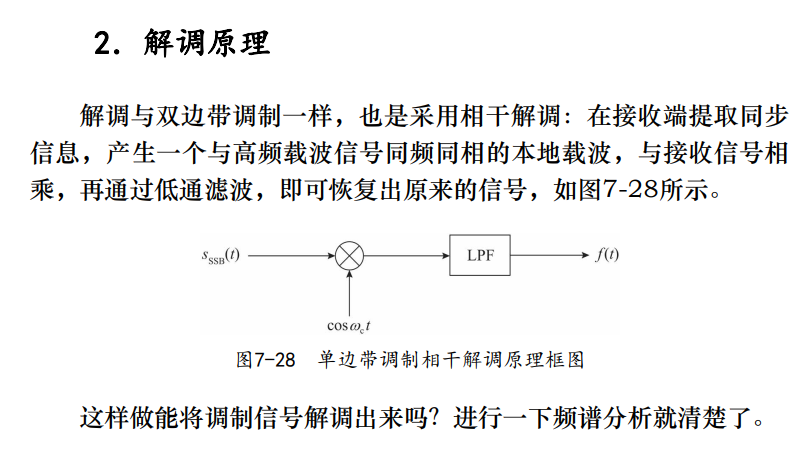 2. 解调原理
解调与双边带调制一样，也是采用相干解调：在接收端提取同步
信息，产生一个与高频载波信号同频同相的本地载波，与接收信号相
乘，再通过低通滤波，即可恢复出原来的信号，如图7-28所示。
s_SSB(t) LPF f(t)
cosω_c t
图7-28 单边带调制相干解调原理框图
这样做能将调制信号解调出来吗？进行一下频谱分析就清楚了。